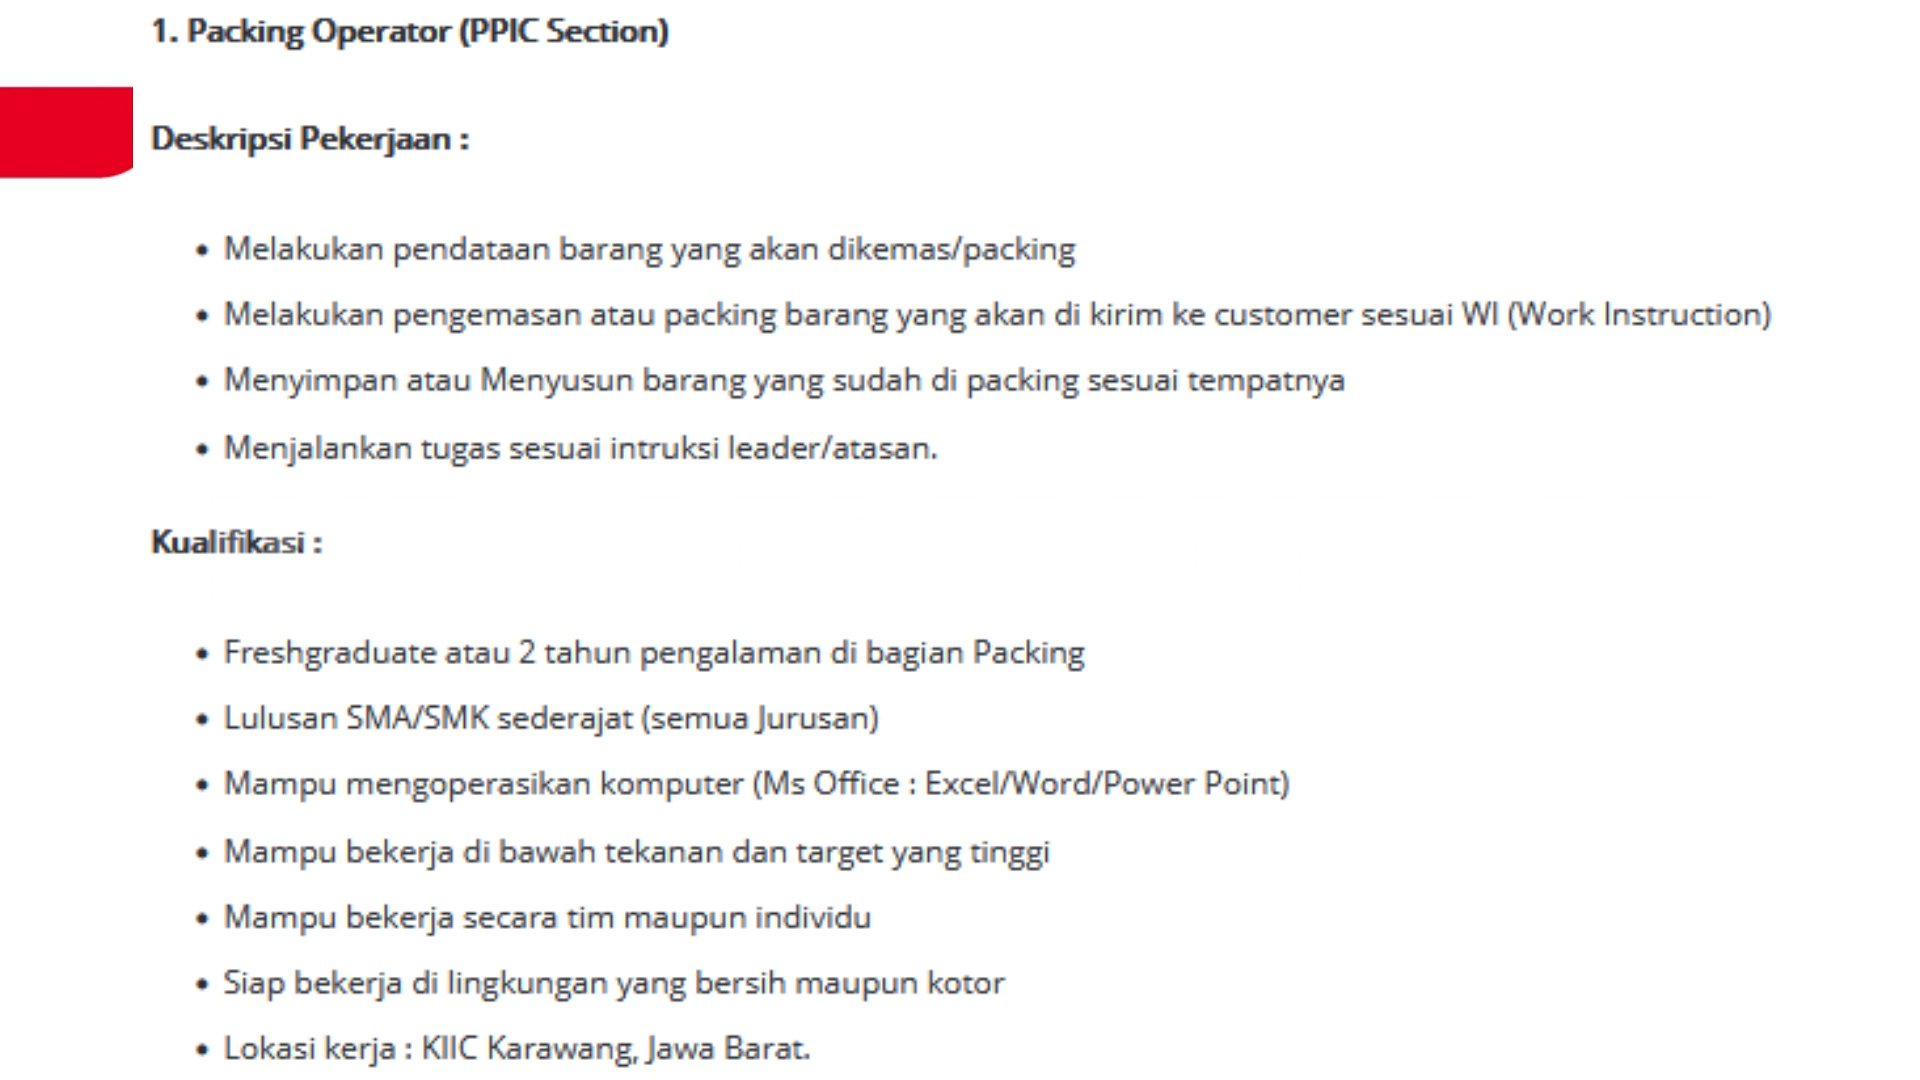 1. Packing Operator (PPIC Section)
Deskripsi Pekerjaan :
• Melakukan pendataan barang yang akan dikemas/packing
• Melakukan pengemasan atau packing barang yang akan di kirim ke customer sesuai WI (Work Instruction)
• Menyimpan atau Menyusun barang yang sudah di packing sesuai tempatnya
• Menjalankan tugas sesuai intruksi leader/atasan.
Kualifikasi :
• Freshgraduate atau 2 tahun pengalaman di bagian Packing
• Lulusan SMA/SMK sederajat (semua Jurusan)
• Mampu mengoperasikan komputer (Ms Office : Excel/Word/Power Point)
• Mampu bekerja di bawah tekanan dan target yang tinggi
• Mampu bekerja secara tim maupun individu
• Siap bekerja di lingkungan yang bersih maupun kotor
• Lokasi kerja : KIIC Karawang, Jawa Barat.